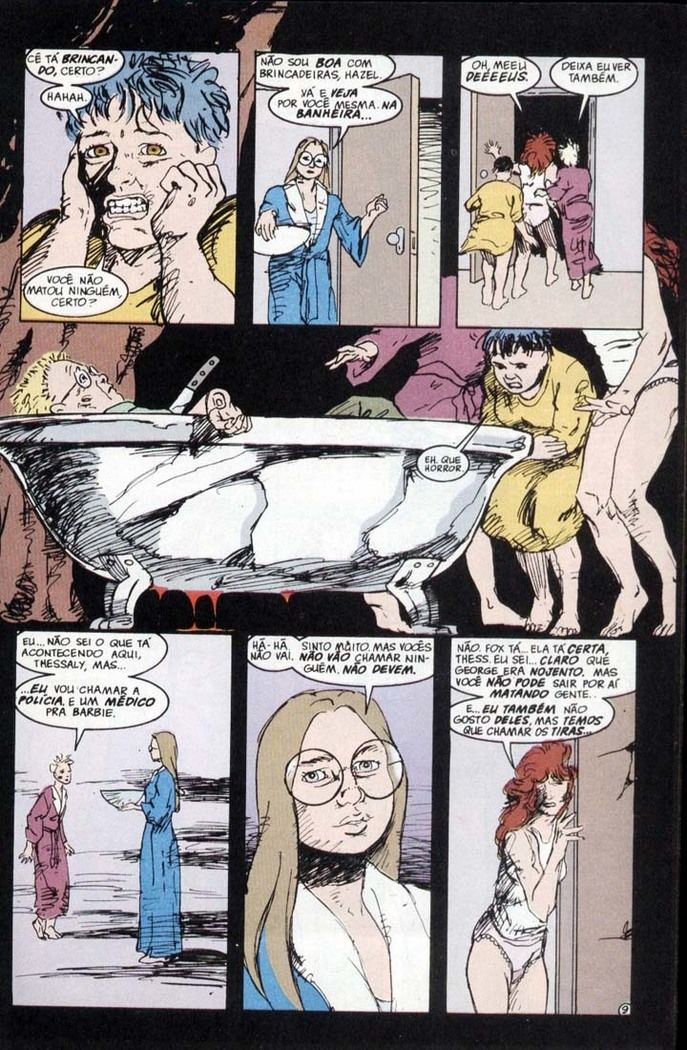 CÊ TÁ BRINCAN-
DO, CERTO?
HAHAH.
VOCÊ NÃO
MATOU NINGUÉM,
CERTO?
NÃO SOU BOA COM
BRINCADEIRAS, HAZEL.
VÁ E VEJA
POR VOCÊ MESMA. NA
BANHEIRA...
OH, MEEU
DEEEEUS.
DEIXA EU VER
TAMBÉM.
EH. QUE
HORROR.
EU... NÃO SEI O QUE TÁ
ACONTECENDO AQUI,
THESSALY, MAS...
...EU VOU CHAMAR A
POLÍCIA. E UM MÉDICO
PRA BARBIE.
HÁ-HÁ. SINTO MUITO. MAS VOCÊS
NÃO VAI. NÃO VÃO CHAMAR NIN-
GUÉM. NÃO DEVEM.
NÃO. FOX TÁ... ELA TÁ CERTA,
THESS. EU SEI... CLARO QUE
GEORGE ERA NOJENTO. MAS
VOCÊ NÃO PODE SAIR POR AÍ
MATANDO GENTE..
E... EU TAMBÉM NÃO
GOSTO DELES, MAS TEMOS
QUE CHAMAR OS TIRAS...
9